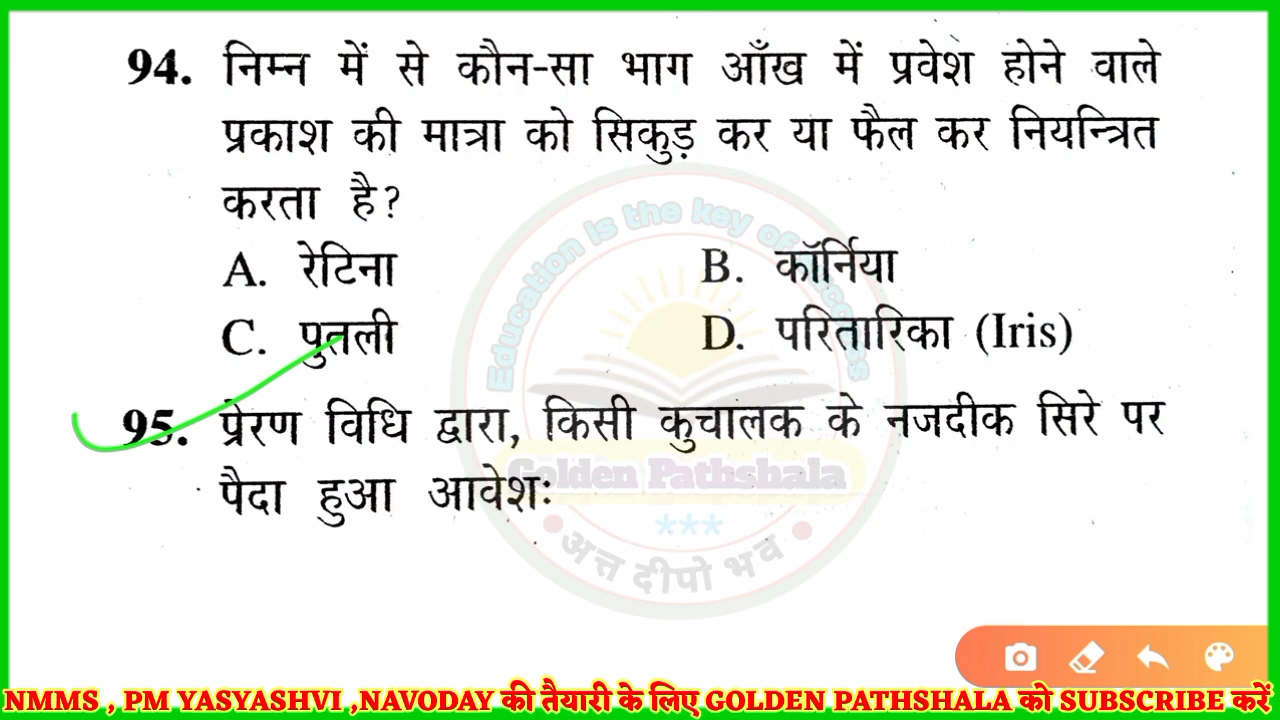 94. निम्न में से कौन-सा भाग आँख में प्रवेश होने वाले
प्रकाश की मात्रा को सिकुड़ कर या फैल कर नियन्त्रित
करता है?
A. रेटिना B. कॉर्निया
C. पुतली D. परितारिका (Iris)
95. प्रेरण विधि द्वारा, किसी कुचालक के नजदीक सिरे पर
पैदा हुआ आवेशः
Education is the key of success
Golden Pathshala
***
अत्त दीपो भव
NMMS , PM YASYASHVI ,NAVODAY की तैयारी के लिए GOLDEN PATHSHALA को SUBSCRIBE करें